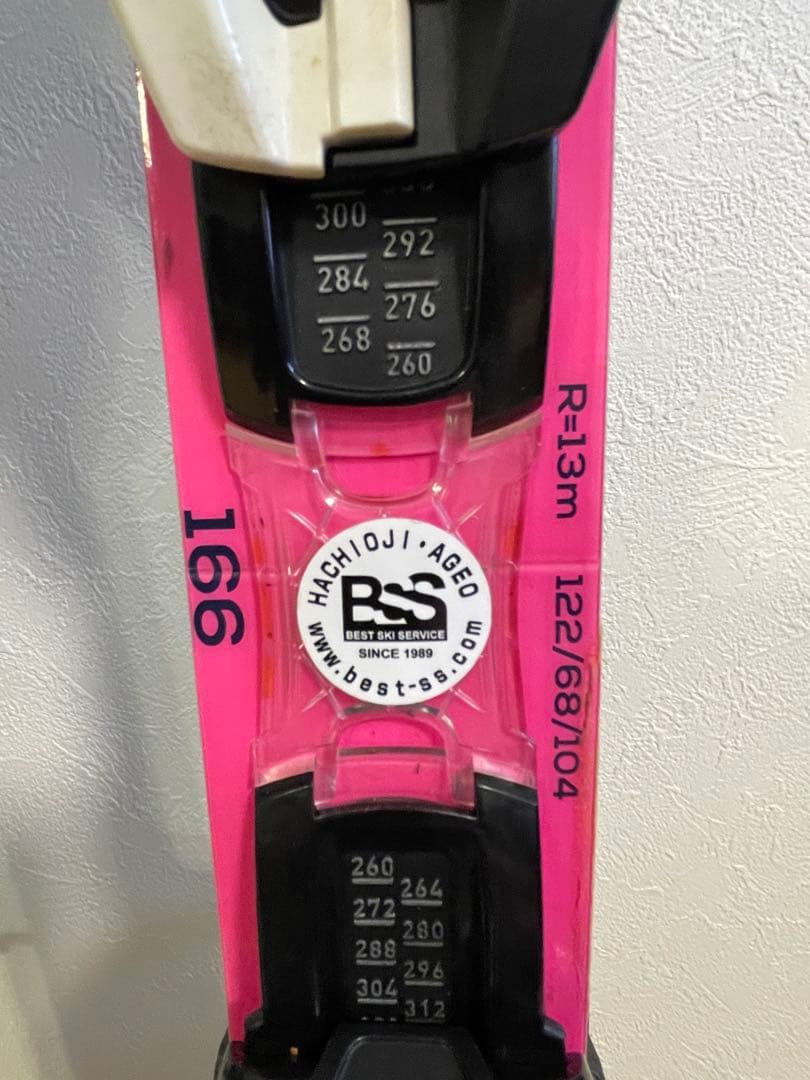 300
292
284
276
268
260
R=13m
122/68/104
166
HACHIOJI・AGEO
BSS
BEST SKI SERVICE
SINCE 1989
www.best-ss.com
260
264
272
280
288
296
304
312